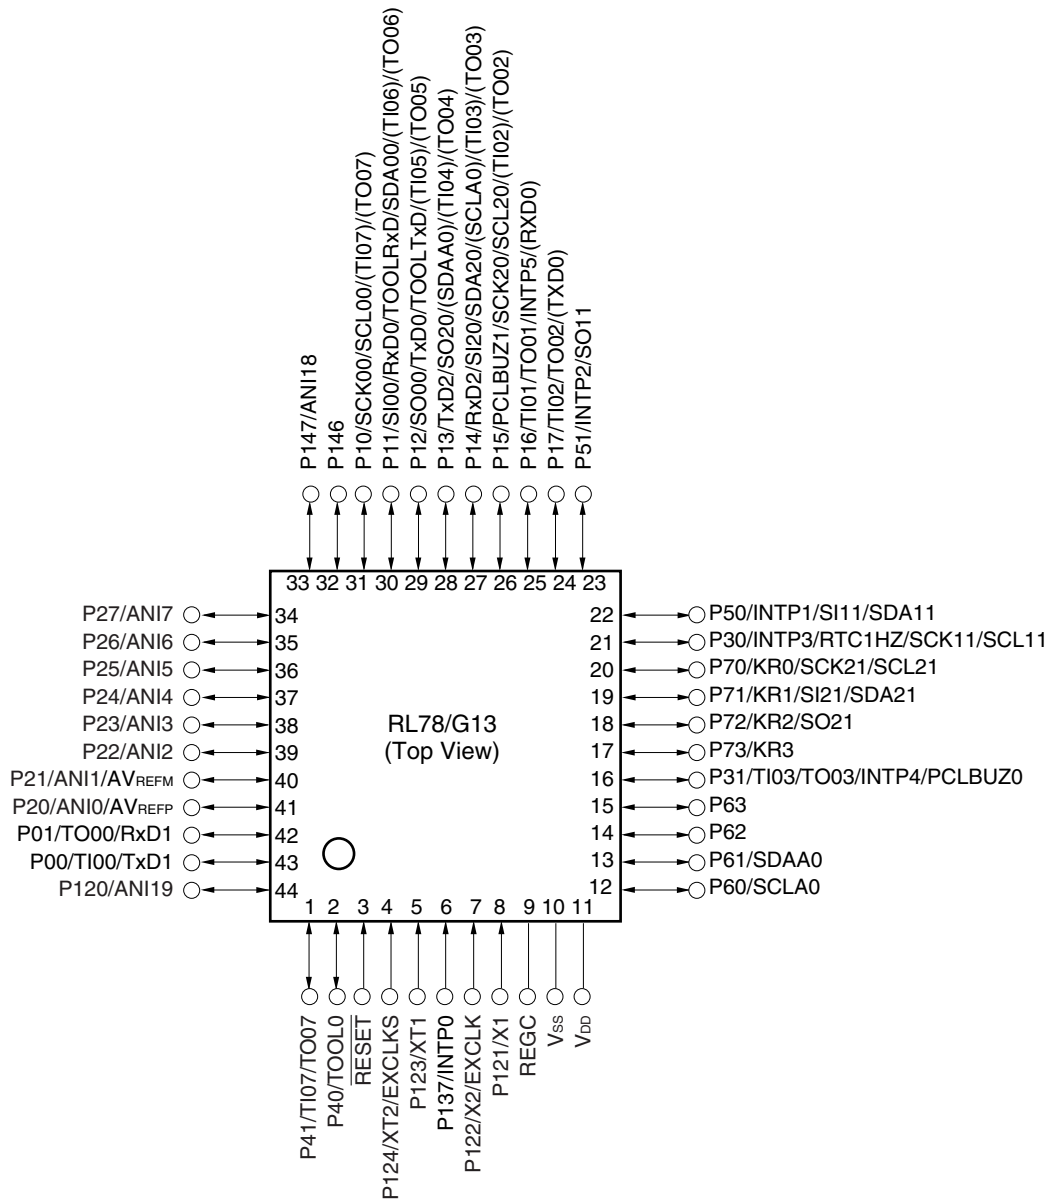 P147/ANI18
P146
P10/SCK00/SCL00/(TI07)/(TO07)
P11/SI00/RxD0/TOOLRxD/SDA00/(TI06)/(TO06)
P12/SO00/TxD0/TOOLTxD/(TI05)/(TO05)
P13/TxD2/SO20/(SDAA0)/(TI04)/(TO04)
P14/RxD2/SI20/SDA20/(SCLA0)/(TI03)/(TO03)
P15/PCLBUZ1/SCK20/SCL20/(TI02)/(TO02)
P16/TI01/TO01/INTP5/(RXD0)
P17/TI02/TO02/(TXD0)
P51/INTP2/SO11
33 32 31 30 29 28 27 26 25 24 23
P27/ANI7 34
P26/ANI6 35
P25/ANI5 36
P24/ANI4 37
P23/ANI3 38
P22/ANI2 39
P21/ANI1/AVREFM 40
P20/ANI0/AVREFP 41
P01/TO00/RxD1 42
P00/TI00/TxD1 43
P120/ANI19 44
RL78/G13
(Top View)
22 P50/INTP1/SI11/SDA11
21 P30/INTP3/RTC1HZ/SCK11/SCL11
20 P70/KR0/SCK21/SCL21
19 P71/KR1/SI21/SDA21
18 P72/KR2/SO21
17 P73/KR3
16 P31/TI03/TO03/INTP4/PCLBUZ0
15 P63
14 P62
13 P61/SDAA0
12 P60/SCLA0
1 2 3 4 5 6 7 8 9 10 11
P41/TI07/TO07
P40/TOOL0
RESET
P124/XT2/EXCLKS
P123/XT1
P137/INTP0
P122/X2/EXCLK
P121/X1
REGC
VSS
VDD